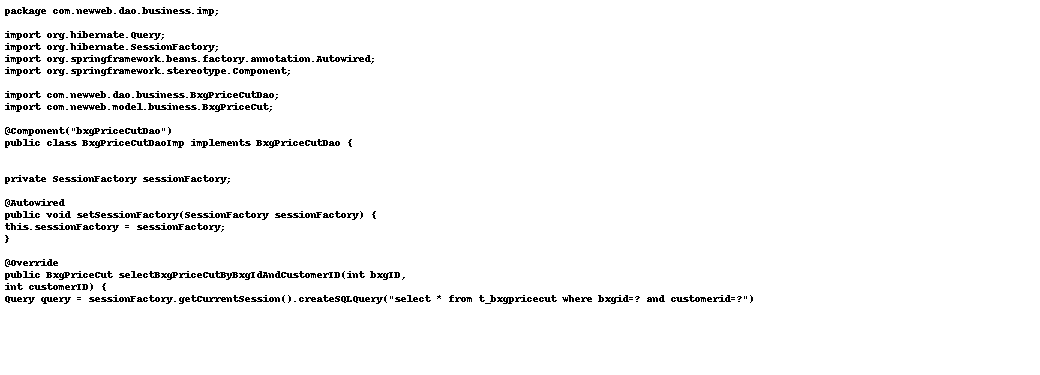 package com.newweb.dao.business.imp;
import org.hibernate.Query;
import org.hibernate.SessionFactory;
import org.springframework.beans.factory.annotation.Autowired;
import org.springframework.stereotype.Component;
import com.newweb.dao.business.BxgPriceCutDao;
import com.newweb.model.business.BxgPriceCut;
@Component("bxgPriceCutDao")
public class BxgPriceCutDaoImp implements BxgPriceCutDao {
private SessionFactory sessionFactory;
@Autowired
public void setSessionFactory(SessionFactory sessionFactory) {
this.sessionFactory = sessionFactory;
}
@Override
public BxgPriceCut selectBxgPriceCutByBxgIdAndCustomerID(int bxgID,
int customerID) {
Query query = sessionFactory.getCurrentSession().createSQLQuery("select * from t_bxgpricecut where bxgid=? and customerid=?")